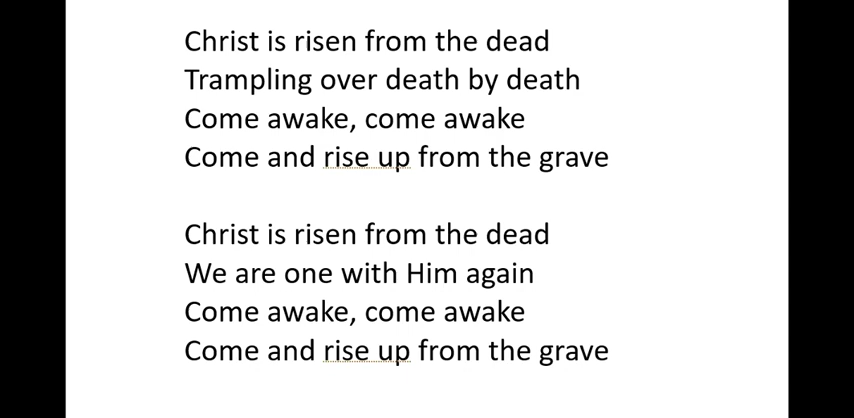 Christ is risen from the dead
Trampling over death by death
Come awake, come awake
Come and rise up from the grave
Christ is risen from the dead
We are one with Him again
Come awake, come awake
Come and rise up from the grave